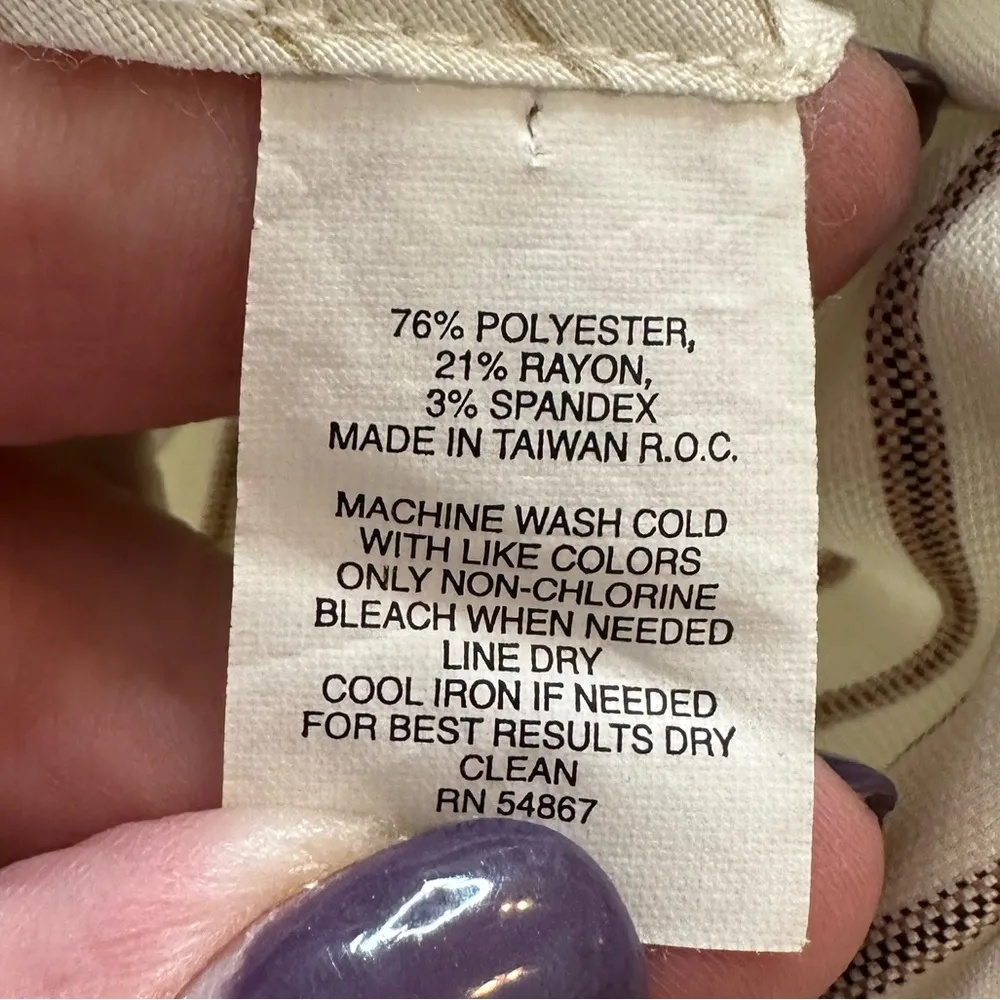 76% POLYESTER,
21% RAYON,
3% SPANDEX
MADE IN TAIWAN R.O.C.
MACHINE WASH COLD
WITH LIKE COLORS
ONLY NON-CHLORINE
BLEACH WHEN NEEDED
LINE DRY
COOL IRON IF NEEDED
FOR BEST RESULTS DRY
CLEAN
RN 54867